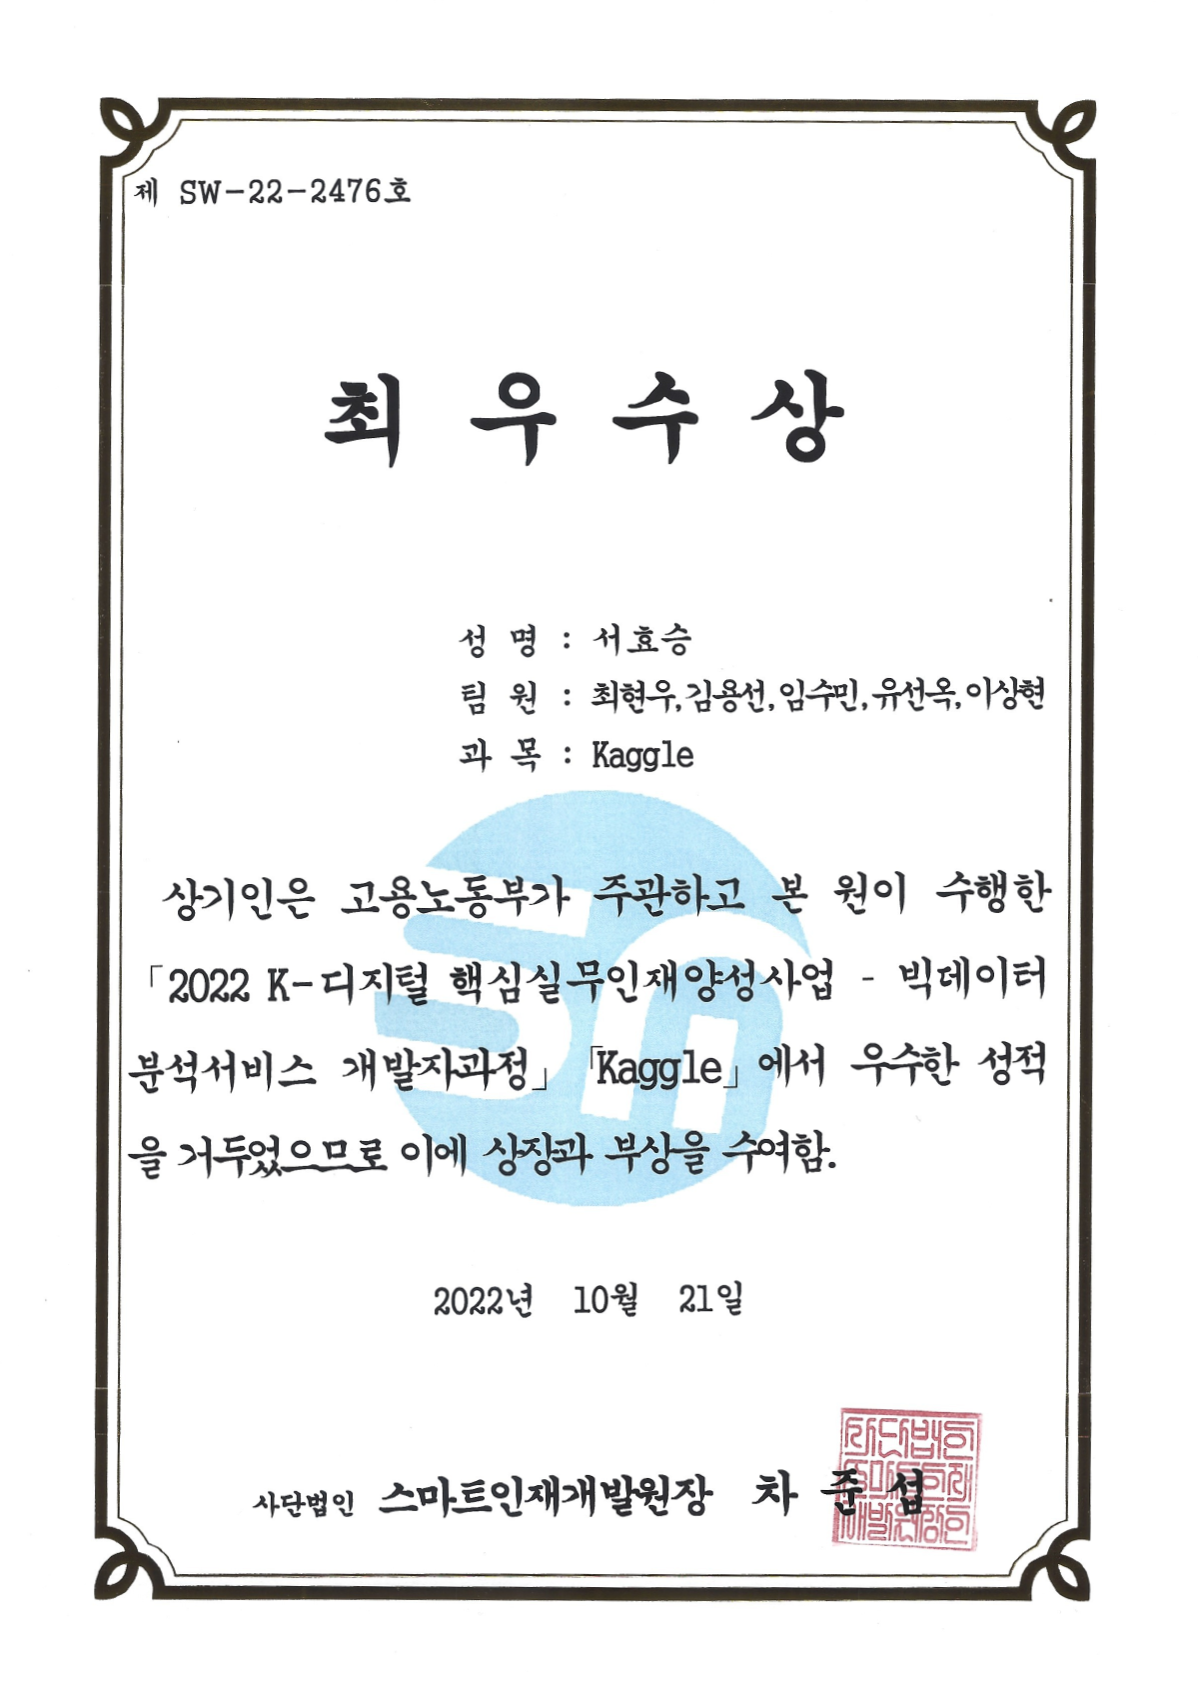 제 SW-22-2476호
최 우 수 상
성 명 : 서효승
팀 원 : 최현우,김용선,임수민,유선옥,이상현
과 목 : Kaggle
상기인은 고용노동부가 주관하고 본 원이 수행한
「2022 K-디지털 핵심실무인재양성사업 - 빅데이터
분석서비스 개발자과정」「Kaggle」에서 우수한 성적
을 거두었으므로 이에 상장과 부상을 수여함.
2022년 10월 21일
사단법인 스마트인재개발원장 차 준 섭